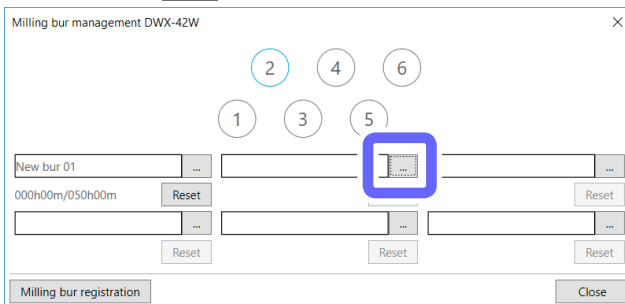 Milling bur management DWX-42W
2 4 6
1 3 5
New bur 01 ... ... ...
000h00m/050h00m Reset Reset
... ... ...
Reset Reset Reset
Milling bur registration Close